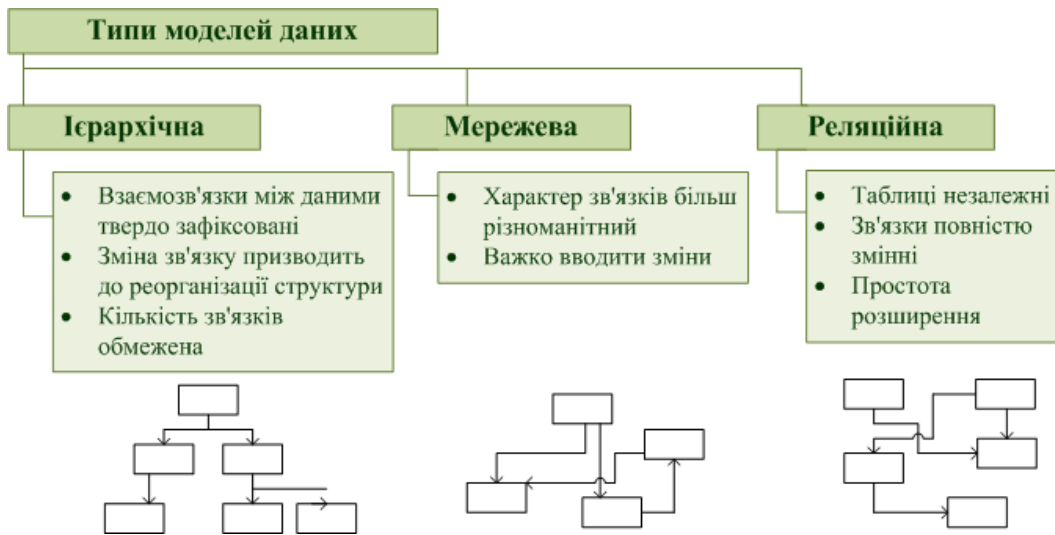 Типи моделей даних
Ієрархічна
Мережева
Реляційна
• Взаємозв'язки між даними
твердо зафіксовані
• Зміна зв'язку призводить
до реорганізації структури
• Кількість зв'язків
обмежена
• Характер зв'язків більш
різноманітний
• Важко вводити зміни
• Таблиці незалежні
• Зв'язки повністю
змінні
• Простота
розширення